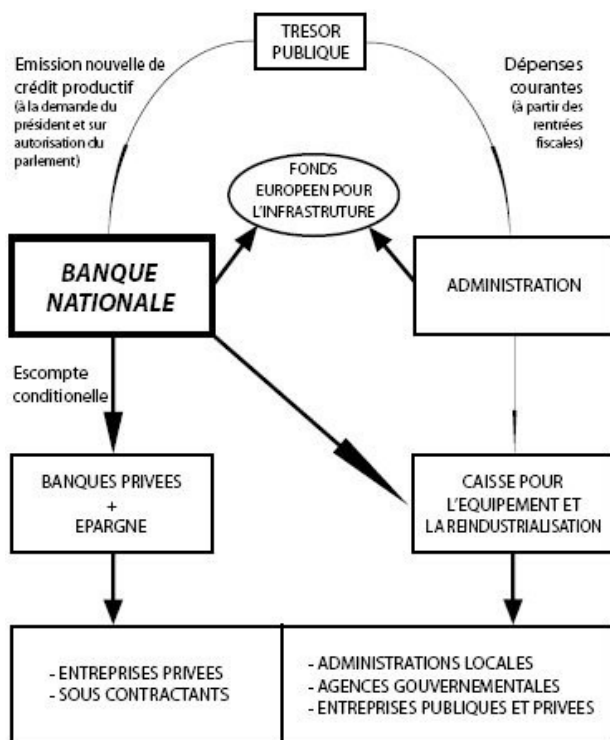 TRESOR
PUBLIQUE
Emission nouvelle de
crédit productif
(à la demande du
président et sur
autorisation du
parlement)
Dépenses
courantes
(à partir des
rentrées
fiscales)
FONDS
EUROPEEN POUR
L'INFRASTRUTURE
BANQUE
NATIONALE
ADMINISTRATION
Escompte
conditionelle
BANQUES PRIVEES
+
EPARGNE
CAISSE POUR
L'EQUIPEMENT ET
LA REINDUSTRIALISATION
- ENTREPRISES PRIVEES
- SOUS CONTRACTANTS
- ADMINISTRATIONS LOCALES
- AGENCES GOUVERNEMENTALES
- ENTREPRISES PUBLIQUES ET PRIVEES